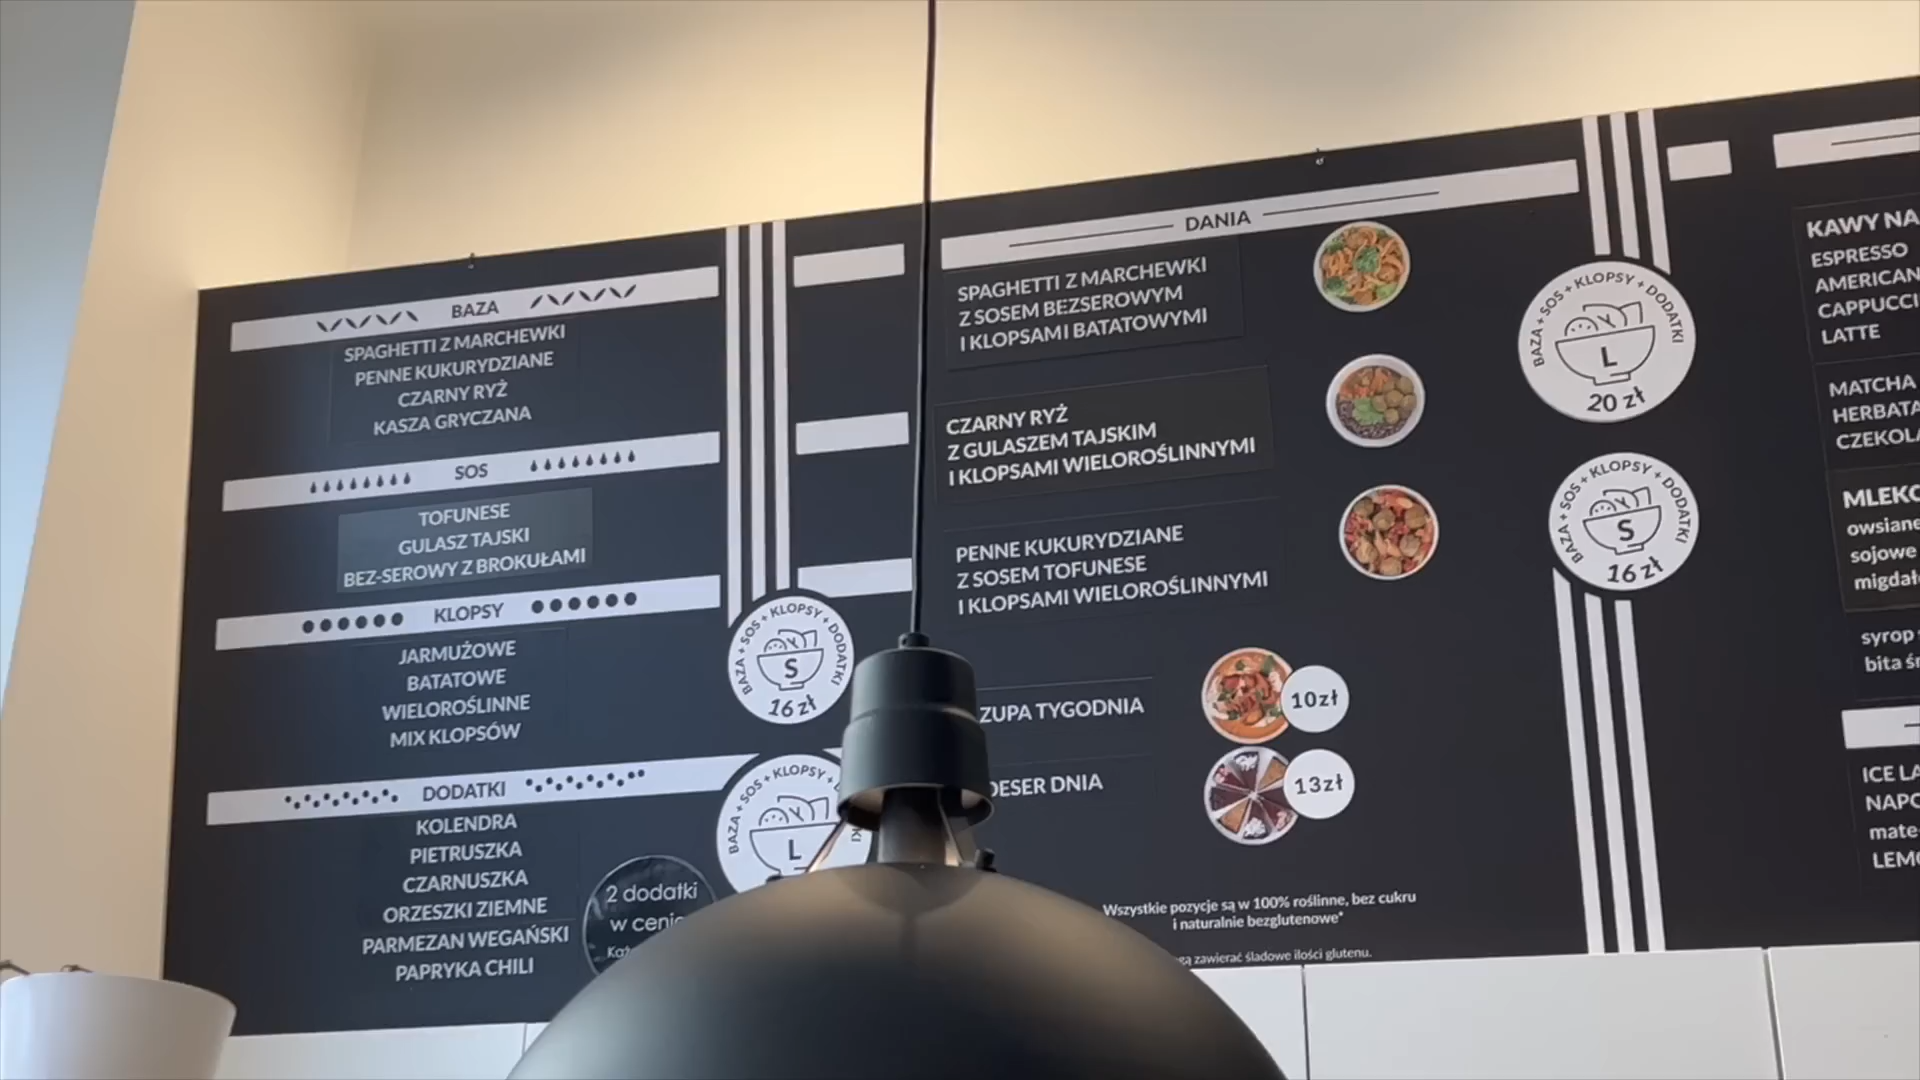 BAZA
SPAGHETTI Z MARCHEWKI
PENNE KUKURYDZIANE
CZARNY RYŻ
KASZA GRYCZANA
SOS
TOFUNESE
GULASZ TAJSKI
BEZ-SEROWY Z BROKUŁAMI
KLOPSY
JARMUŻOWE
BATATOWE
WIELOROŚLINNE
MIX KLOPSÓW
DODATKI
KOLENDRA
PIETRUSZKA
CZARNUSZKA
ORZESZKI ZIEMNE
PARMEZAN WEGAŃSKI
PAPRYKA CHILI
2 dodatki
w cenie
BAZA + SOS + KLOPSY + DODATKI
S
16 zł
BAZA + SOS + KLOPSY +
L
DANIA
SPAGHETTI Z MARCHEWKI
Z SOSEM BEZSEROWYM
I KLOPSAMI BATATOWYMI
CZARNY RYŻ
Z GULASZEM TAJSKIM
I KLOPSAMI WIELOROŚLINNYMI
PENNE KUKURYDZIANE
Z SOSEM TOFUNESE
I KLOPSAMI WIELOROŚLINNYMI
ZUPA TYGODNIA
10zł
DESER DNIA
13zł
Wszystkie pozycje są w 100% roślinne, bez cukru
i naturalnie bezglutenowe*
zawierać śladowe ilości glutenu.
BAZA + SOS + KLOPSY + DODATKI
L
20 zł
BAZA + SOS + KLOPSY + DODATKI
S
16 zł
KAWY NA
ESPRESSO
AMERICAN
CAPPUCCI
LATTE
MATCHA
HERBATA
CZEKOLA
MLEKO
owsiane
sojowe
migdało
syrop
bita
ICE LA
NAPO
mate
LEMO